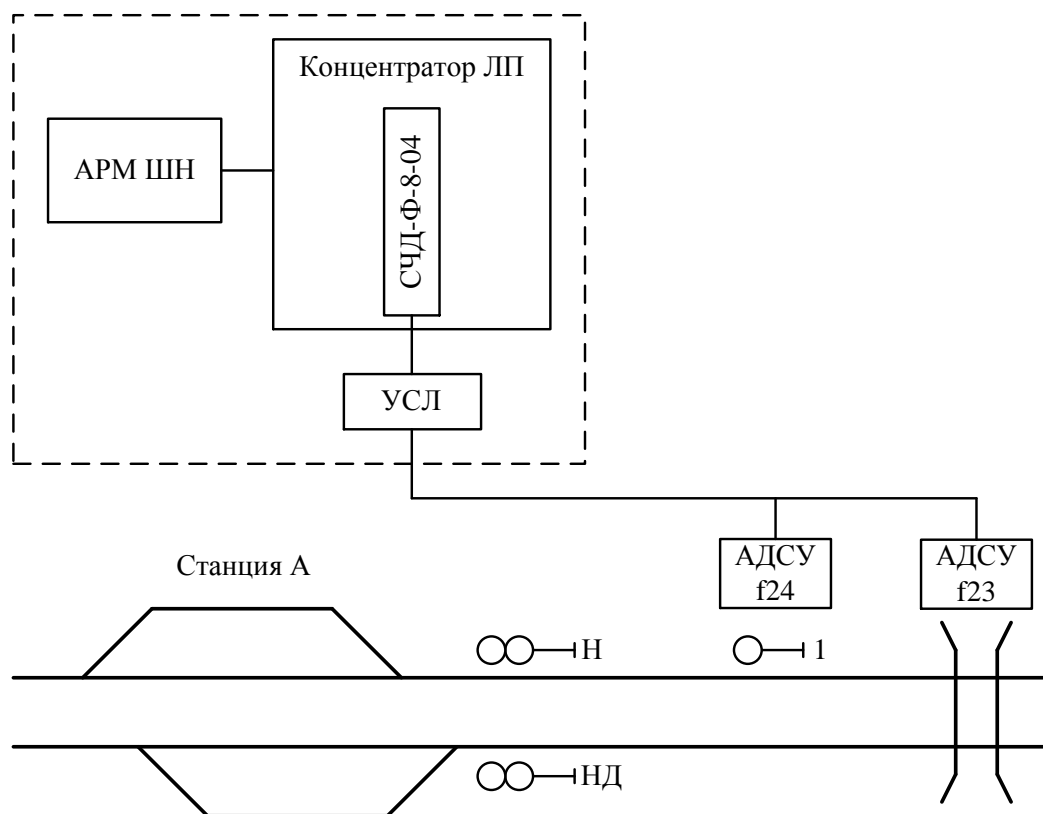 Концентратор ЛП
АРМ ШН
СЧД-Ф-8-04
УСЛ
АДСУ
f24
АДСУ
f23
Станция А
Н
1
НД